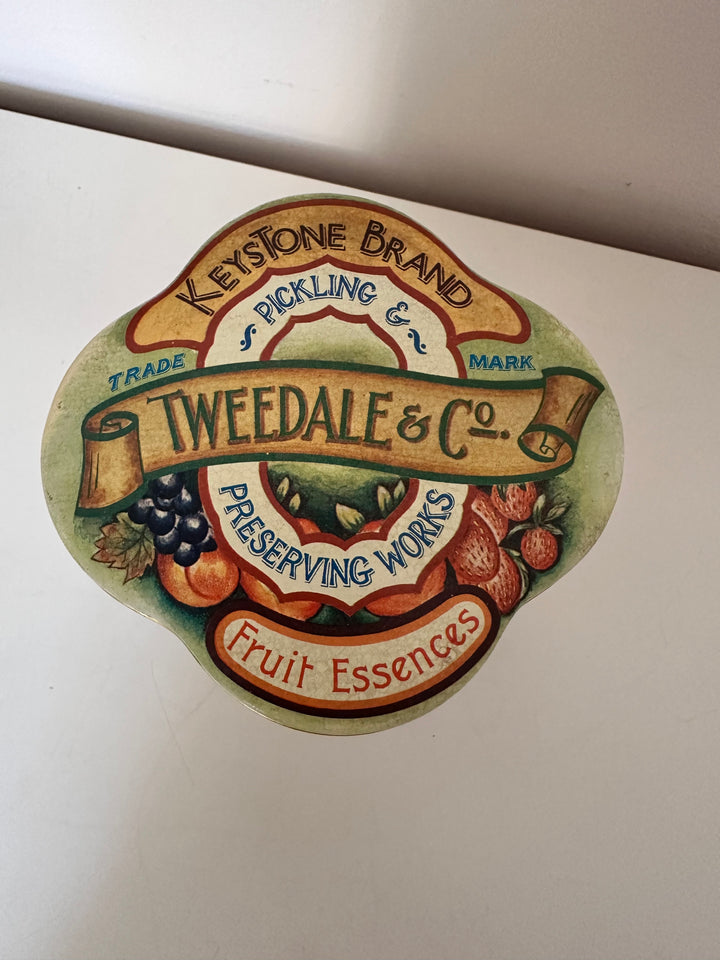 KEYSTONE BRAND
PICKLING &
TRADE MARK
TWEEDALE & Co.
PRESERVING WORKS
Fruit Essences